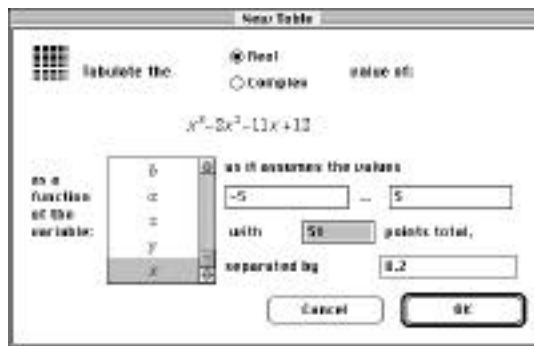 New Table
Tabulate the
Real
Complex
value of:
x³-2x²-11x+12
as a function of the variable:
b
α
z
y
x
as it assumes the values
-5 ... 5
with 51 points total,
separated by 0.2
Cancel
OK